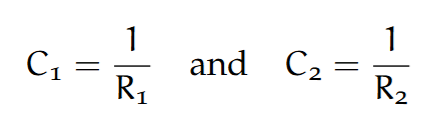 C₁ = 1/R₁ and C₂ = 1/R₂